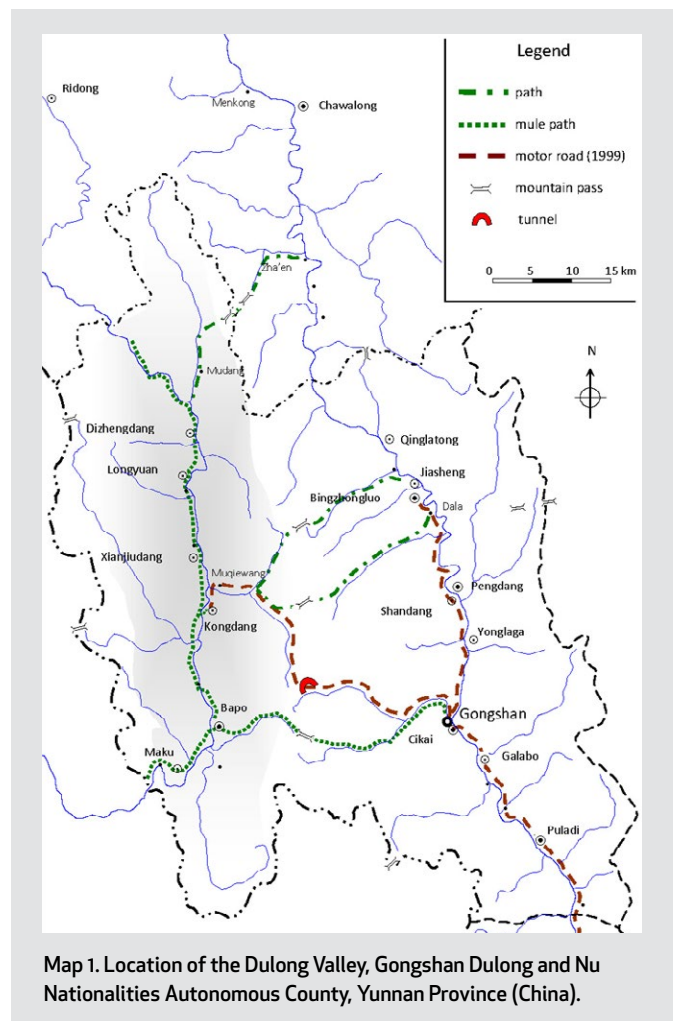 Legend
path
mule path
motor road (1999)
mountain pass
tunnel
0 5 10 15 km
N
Ridong
Menkong
Chawalong
Zha'en
Mudang
Dizhengdang
Qinglatong
Longyuan
Jiasheng
Bingzhongluo
Dala
Xianjiudang
Mugiewang
Pengdang
Shandang
Kongdang
Yonglaga
Bapo
Gongshan
Cikai
Maku
Galabo
Puladi
Map 1. Location of the Dulong Valley, Gongshan Dulong and Nu
Nationalities Autonomous County, Yunnan Province (China).